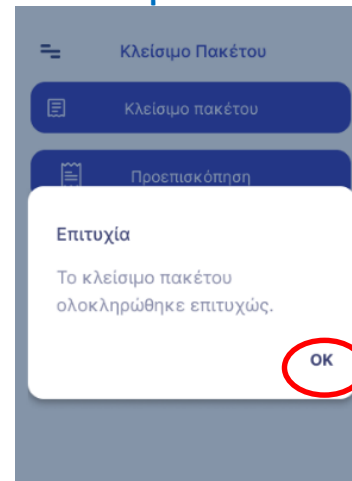 Κλείσιμο Πακέτου
Κλείσιμο πακέτου
Προεπισκόπηση
Επιτυχία
Το κλείσιμο πακέτου
ολοκληρώθηκε επιτυχώς.
OK